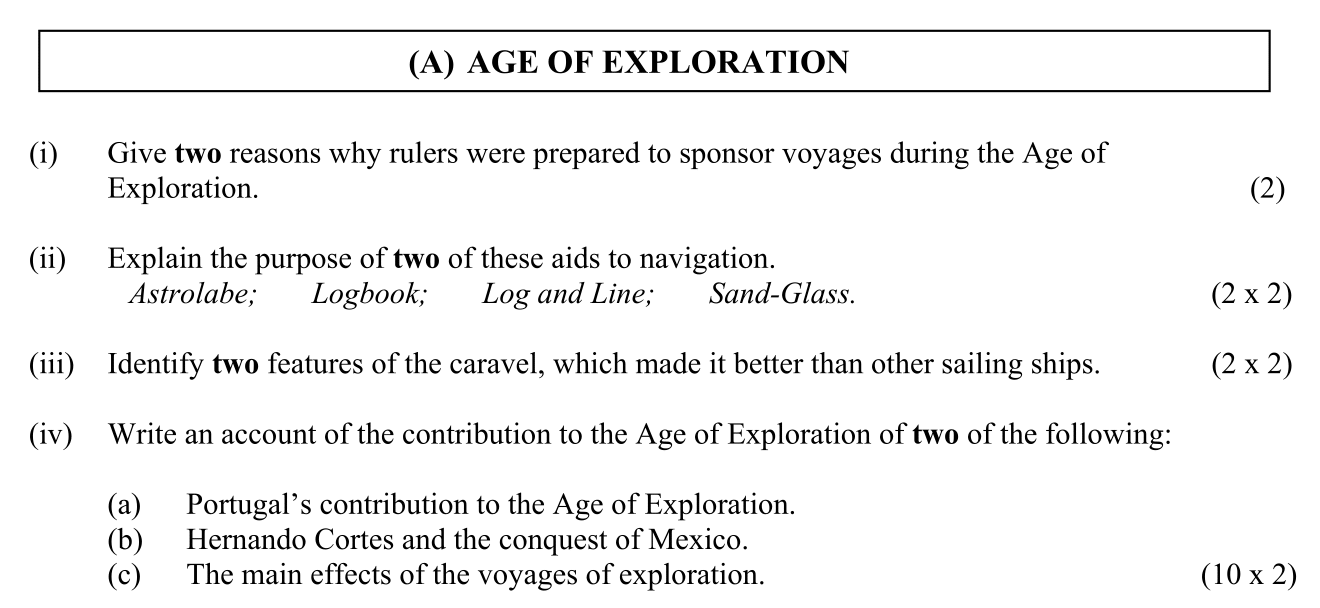 (A) AGE OF EXPLORATION
(i) Give two reasons why rulers were prepared to sponsor voyages during the Age of
Exploration. (2)
(ii) Explain the purpose of two of these aids to navigation.
Astrolabe; Logbook; Log and Line; Sand-Glass. (2 x 2)
(iii) Identify two features of the caravel, which made it better than other sailing ships. (2 x 2)
(iv) Write an account of the contribution to the Age of Exploration of two of the following:
(a) Portugal’s contribution to the Age of Exploration.
(b) Hernando Cortes and the conquest of Mexico.
(c) The main effects of the voyages of exploration. (10 x 2)